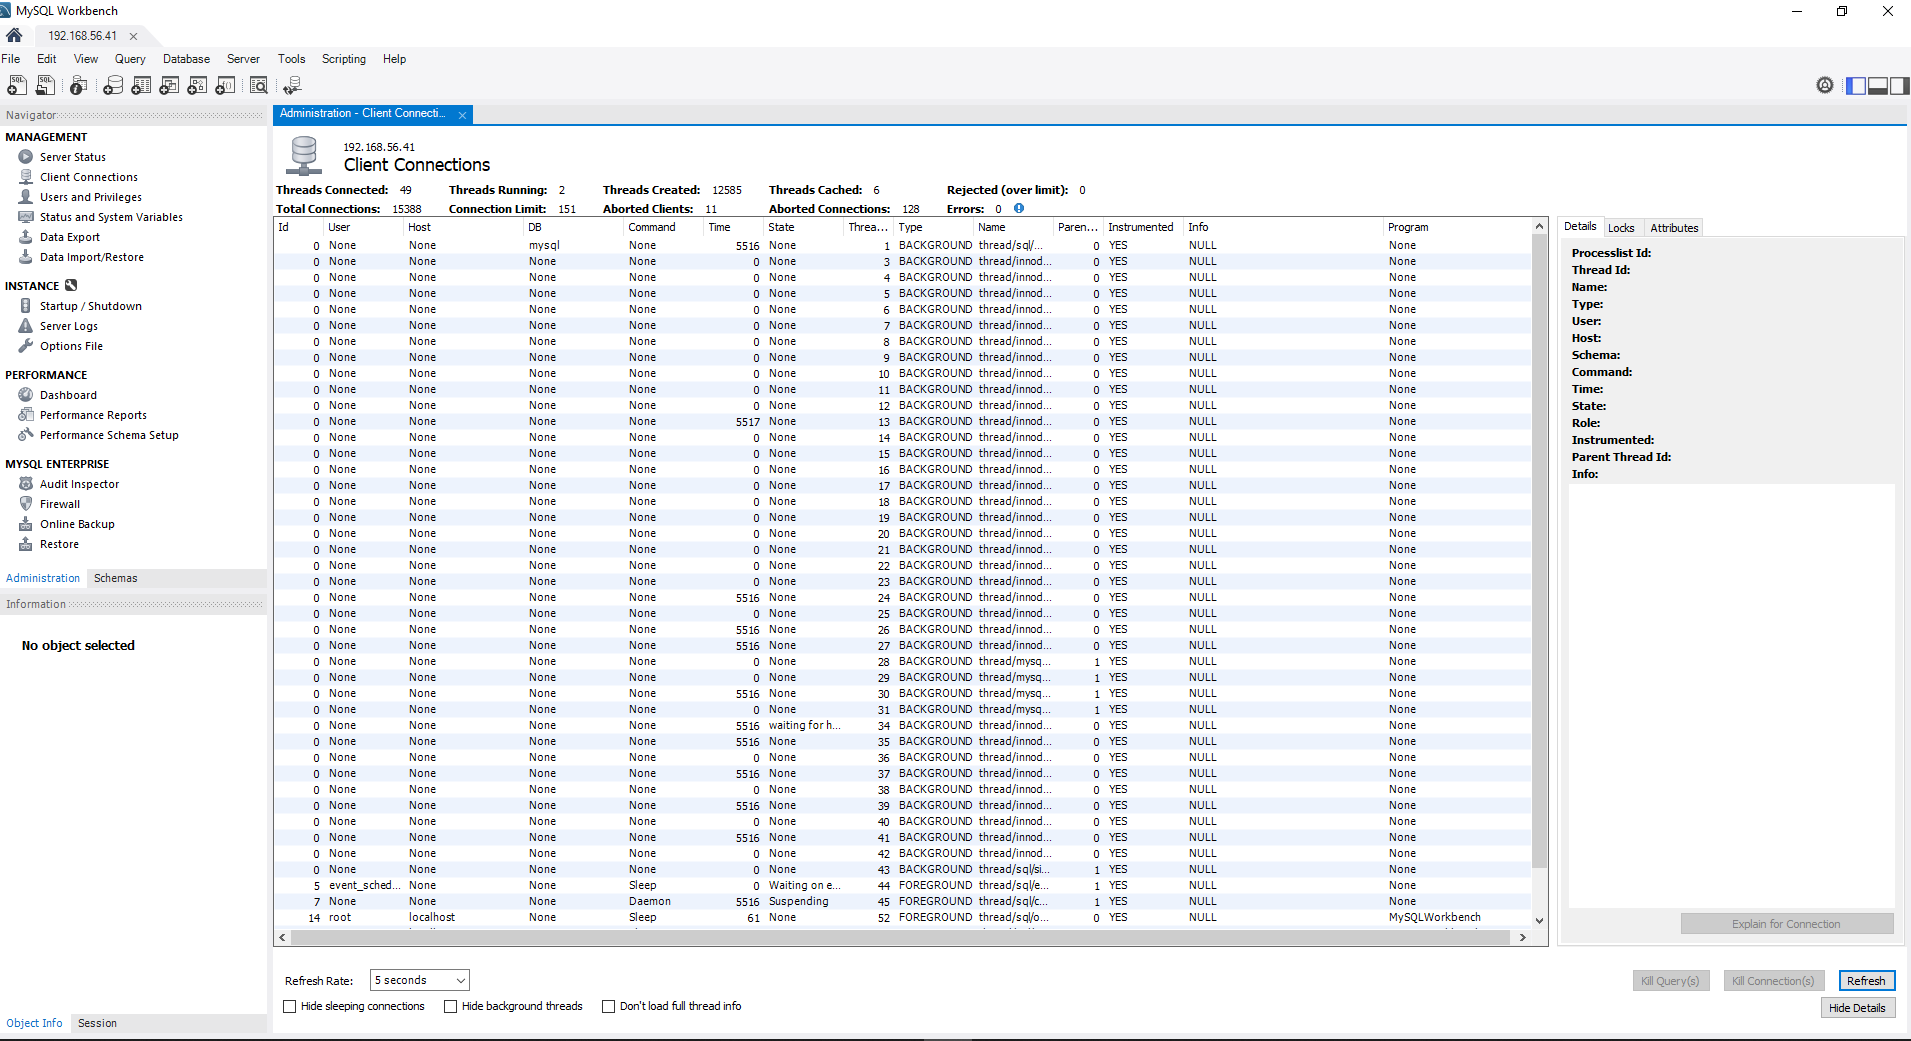 MySQL Workbench
192.168.56.41
File Edit View Query Database Server Tools Scripting Help
Navigator
MANAGEMENT
Server Status
Client Connections
Users and Privileges
Status and System Variables
Data Export
Data Import/Restore
INSTANCE
Startup / Shutdown
Server Logs
Options File
PERFORMANCE
Dashboard
Performance Reports
Performance Schema Setup
MYSQL ENTERPRISE
Audit Inspector
Firewall
Online Backup
Restore
Administration Schemas
Information
No object selected
Object Info Session
Administration - Client Connecti...
192.168.56.41
Client Connections
Threads Connected: 49 Threads Running: 2 Threads Created: 12585 Threads Cached: 6 Rejected (over limit): 0
Total Connections: 15388 Connection Limit: 151 Aborted Clients: 11 Aborted Connections: 128 Errors: 0
Id User Host DB Command Time State Threa... Type Name Paren... Instrumented Info Program
0 None None mysql None 5516 None 1 BACKGROUND thread/sql/... 0 YES NULL None
0 None None None None 0 None 3 BACKGROUND thread/innod... 0 YES NULL None
0 None None None None 0 None 4 BACKGROUND thread/innod... 0 YES NULL None
0 None None None None 0 None 5 BACKGROUND thread/innod... 0 YES NULL None
0 None None None None 0 None 6 BACKGROUND thread/innod... 0 YES NULL None
0 None None None None 0 None 7 BACKGROUND thread/innod... 0 YES NULL None
0 None None None None 0 None 8 BACKGROUND thread/innod... 0 YES NULL None
0 None None None None 0 None 9 BACKGROUND thread/innod... 0 YES NULL None
0 None None None None 0 None 10 BACKGROUND thread/innod... 0 YES NULL None
0 None None None None 0 None 11 BACKGROUND thread/innod... 0 YES NULL None
0 None None None None 0 None 12 BACKGROUND thread/innod... 0 YES NULL None
0 None None None None 5517 None 13 BACKGROUND thread/innod... 0 YES NULL None
0 None None None None 0 None 14 BACKGROUND thread/innod... 0 YES NULL None
0 None None None None 0 None 15 BACKGROUND thread/innod... 0 YES NULL None
0 None None None None 0 None 16 BACKGROUND thread/innod... 0 YES NULL None
0 None None None None 0 None 17 BACKGROUND thread/innod... 0 YES NULL None
0 None None None None 0 None 18 BACKGROUND thread/innod... 0 YES NULL None
0 None None None None 0 None 19 BACKGROUND thread/innod... 0 YES NULL None
0 None None None None 0 None 20 BACKGROUND thread/innod... 0 YES NULL None
0 None None None None 0 None 21 BACKGROUND thread/innod... 0 YES NULL None
0 None None None None 0 None 22 BACKGROUND thread/innod... 0 YES NULL None
0 None None None None 0 None 23 BACKGROUND thread/innod... 0 YES NULL None
0 None None None None 5516 None 24 BACKGROUND thread/innod... 0 YES NULL None
0 None None None None 0 None 25 BACKGROUND thread/innod... 0 YES NULL None
0 None None None None 5516 None 26 BACKGROUND thread/innod... 0 YES NULL None
0 None None None None 5516 None 27 BACKGROUND thread/innod... 0 YES NULL None
0 None None None None 0 None 28 BACKGROUND thread/mysq... 1 YES NULL None
0 None None None None 0 None 29 BACKGROUND thread/mysq... 1 YES NULL None
0 None None None None 5516 None 30 BACKGROUND thread/mysq... 1 YES NULL None
0 None None None None 0 None 31 BACKGROUND thread/mysq... 1 YES NULL None
0 None None None None 5516 waiting for h... 34 BACKGROUND thread/innod... 0 YES NULL None
0 None None None None 5516 None 35 BACKGROUND thread/innod... 0 YES NULL None
0 None None None None 0 None 36 BACKGROUND thread/innod... 0 YES NULL None
0 None None None None 5516 None 37 BACKGROUND thread/innod... 0 YES NULL None
0 None None None None 0 None 38 BACKGROUND thread/innod... 0 YES NULL None
0 None None None None 5516 None 39 BACKGROUND thread/innod... 0 YES NULL None
0 None None None None 0 None 40 BACKGROUND thread/innod... 0 YES NULL None
0 None None None None 5516 None 41 BACKGROUND thread/innod... 0 YES NULL None
0 None None None None 0 None 42 BACKGROUND thread/innod... 0 YES NULL None
0 None None None None 0 None 43 BACKGROUND thread/sql/si... 1 YES NULL None
5 event_sched... None None Sleep 0 Waiting on e... 44 FOREGROUND thread/sql/e... 1 YES NULL None
7 None None None Daemon 5516 Suspending 45 FOREGROUND thread/sql/c... 1 YES NULL None
14 root localhost None Sleep 61 None 52 FOREGROUND thread/sql/o... 0 YES NULL MySQLWorkbench
Details Locks Attributes
Processlist Id:
Thread Id:
Name:
Type:
User:
Host:
Schema:
Command:
Time:
State:
Role:
Instrumented:
Parent Thread Id:
Info:
Explain for Connection
Refresh Rate: 5 seconds
Kill Query(s) Kill Connection(s) Refresh
Hide sleeping connections Hide background threads Don't load full thread info
Hide Details